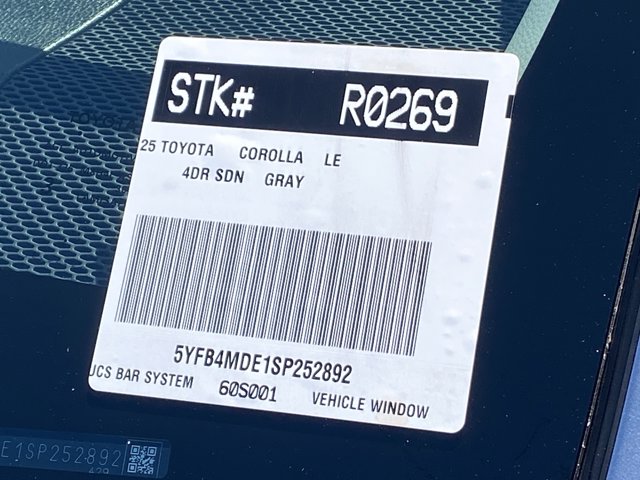 STK# R0269
25 TOYOTA COROLLA LE
4DR SDN GRAY
5YFB4MDE1SP252892
UCS BAR SYSTEM 60S001 VEHICLE WINDOW
E1SP252892